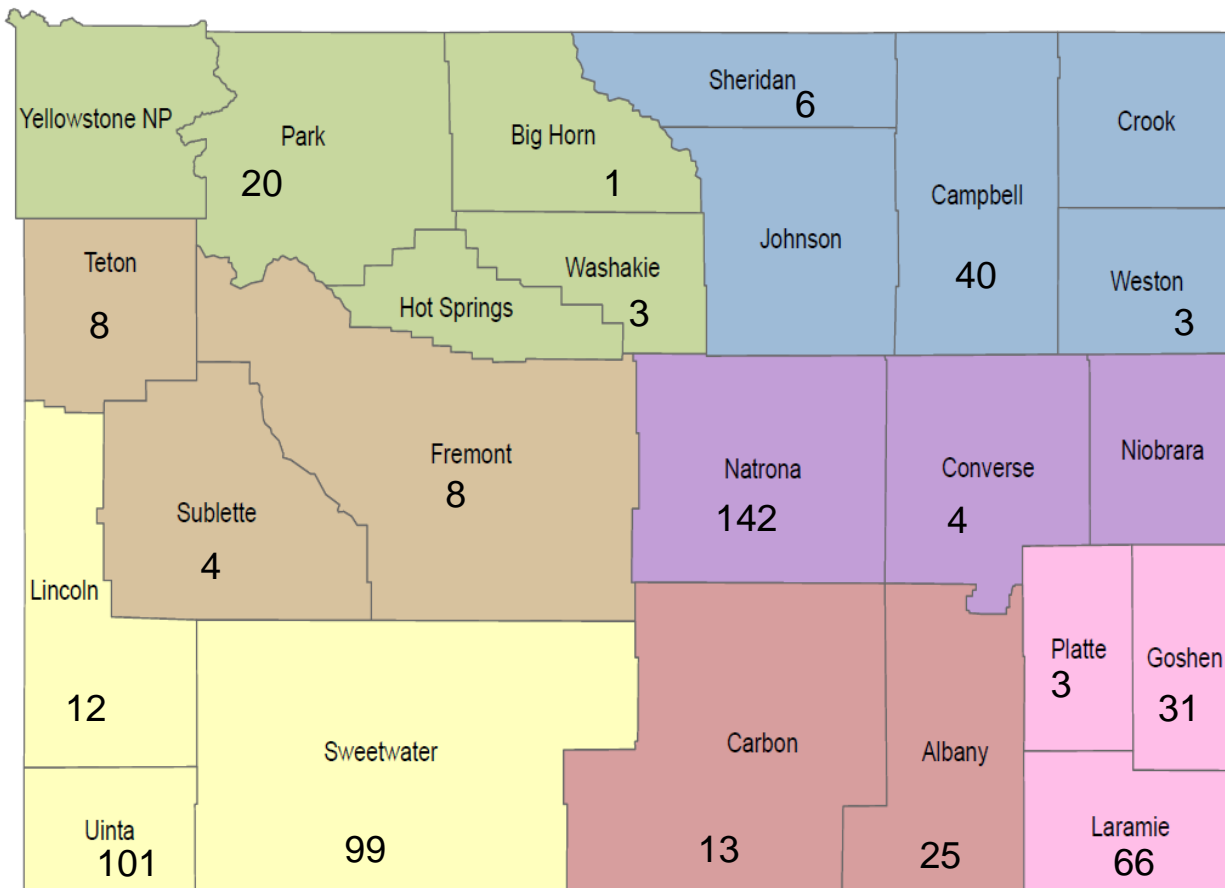 Yellowstone NP
Park
20
Big Horn
1
Sheridan
6
Crook
Campbell
40
Johnson
Weston
3
Washakie
3
Hot Springs
Teton
8
Fremont
8
Sublette
4
Natrona
142
Converse
4
Niobrara
Lincoln
12
Platte
3
Goshen
31
Sweetwater
99
Carbon
13
Albany
25
Uinta
101
Laramie
66